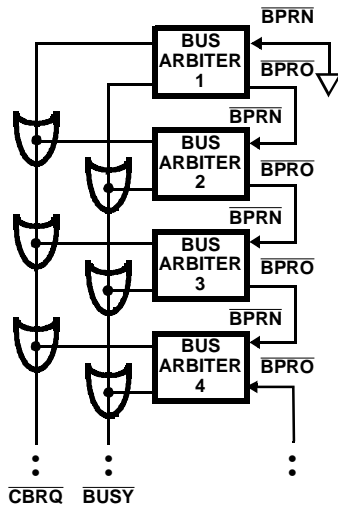 BUS
ARBITER
1
BPRN
BPRO
BPRN
BUS
ARBITER
2
BPRO
BPRN
BUS
ARBITER
3
BPRO
BPRN
BUS
ARBITER
4
BPRO
CBRQ BUSY